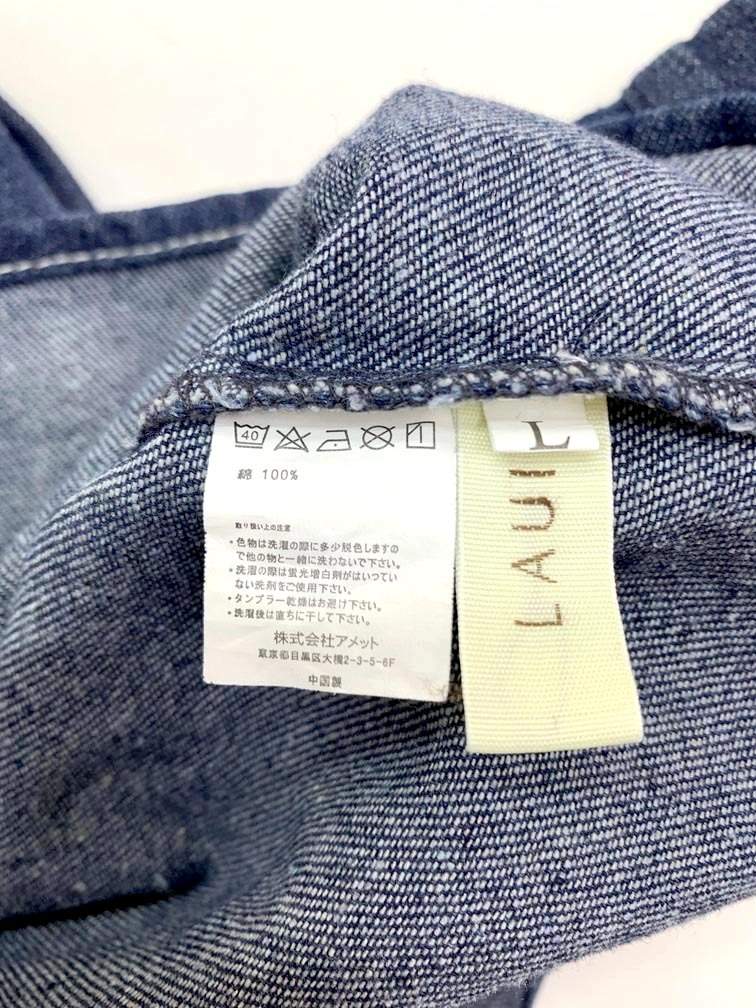 40
綿 100%
取り扱い上の注意
・色物は洗濯の際に多少脱色しますの
で他の物と一緒に洗わないで下さい。
・洗濯の際は蛍光増白剤がはいってい
ない洗剤をご使用下さい。
・タンブラー乾燥はお避け下さい。
・洗濯後は直ちに干して下さい。
株式会社アメット
東京都目黒区大橋2-3-5-6F
中国製
L
LAUI